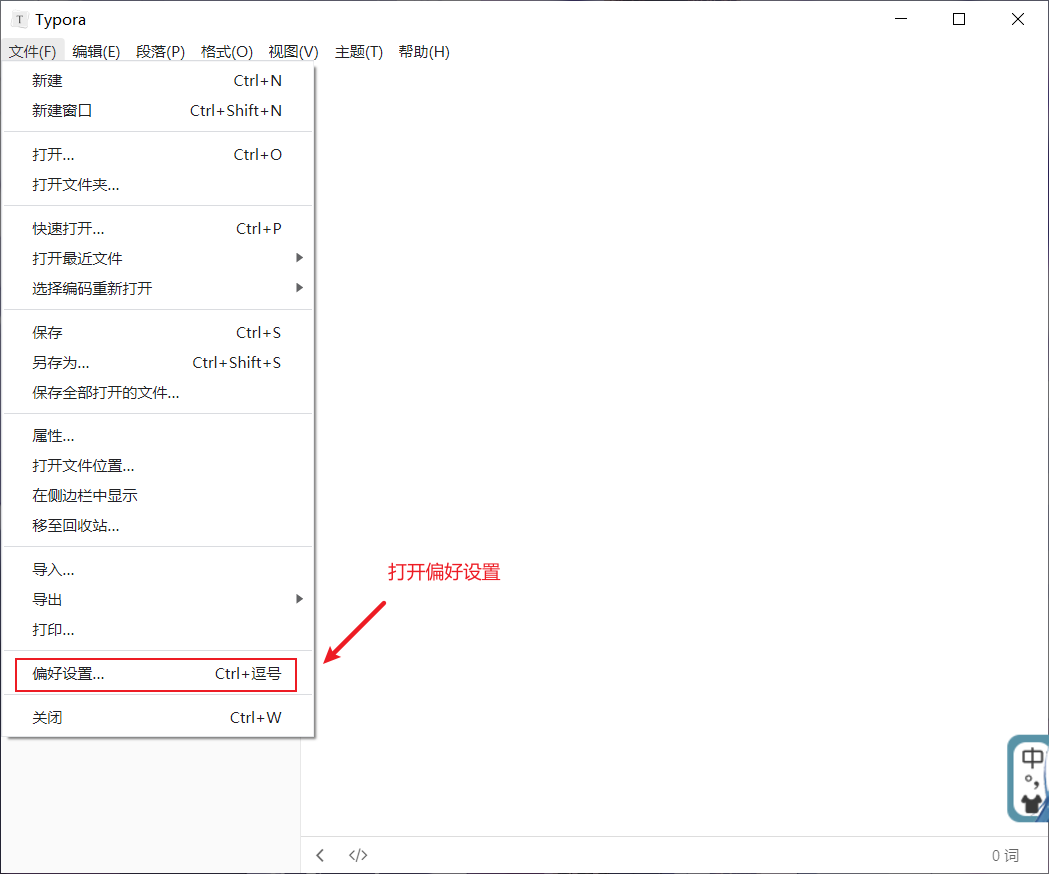 T Typora
文件(F) 编辑(E) 段落(P) 格式(O) 视图(V) 主题(T) 帮助(H)
新建 Ctrl+N
新建窗口 Ctrl+Shift+N
打开... Ctrl+O
打开文件夹...
快速打开... Ctrl+P
打开最近文件
选择编码重新打开
保存 Ctrl+S
另存为... Ctrl+Shift+S
保存全部打开的文件...
属性...
打开文件位置...
在侧边栏中显示
移至回收站...
导入...
导出
打印...
打开偏好设置
偏好设置... Ctrl+逗号
关闭 Ctrl+W
中
°,
</> 0 词